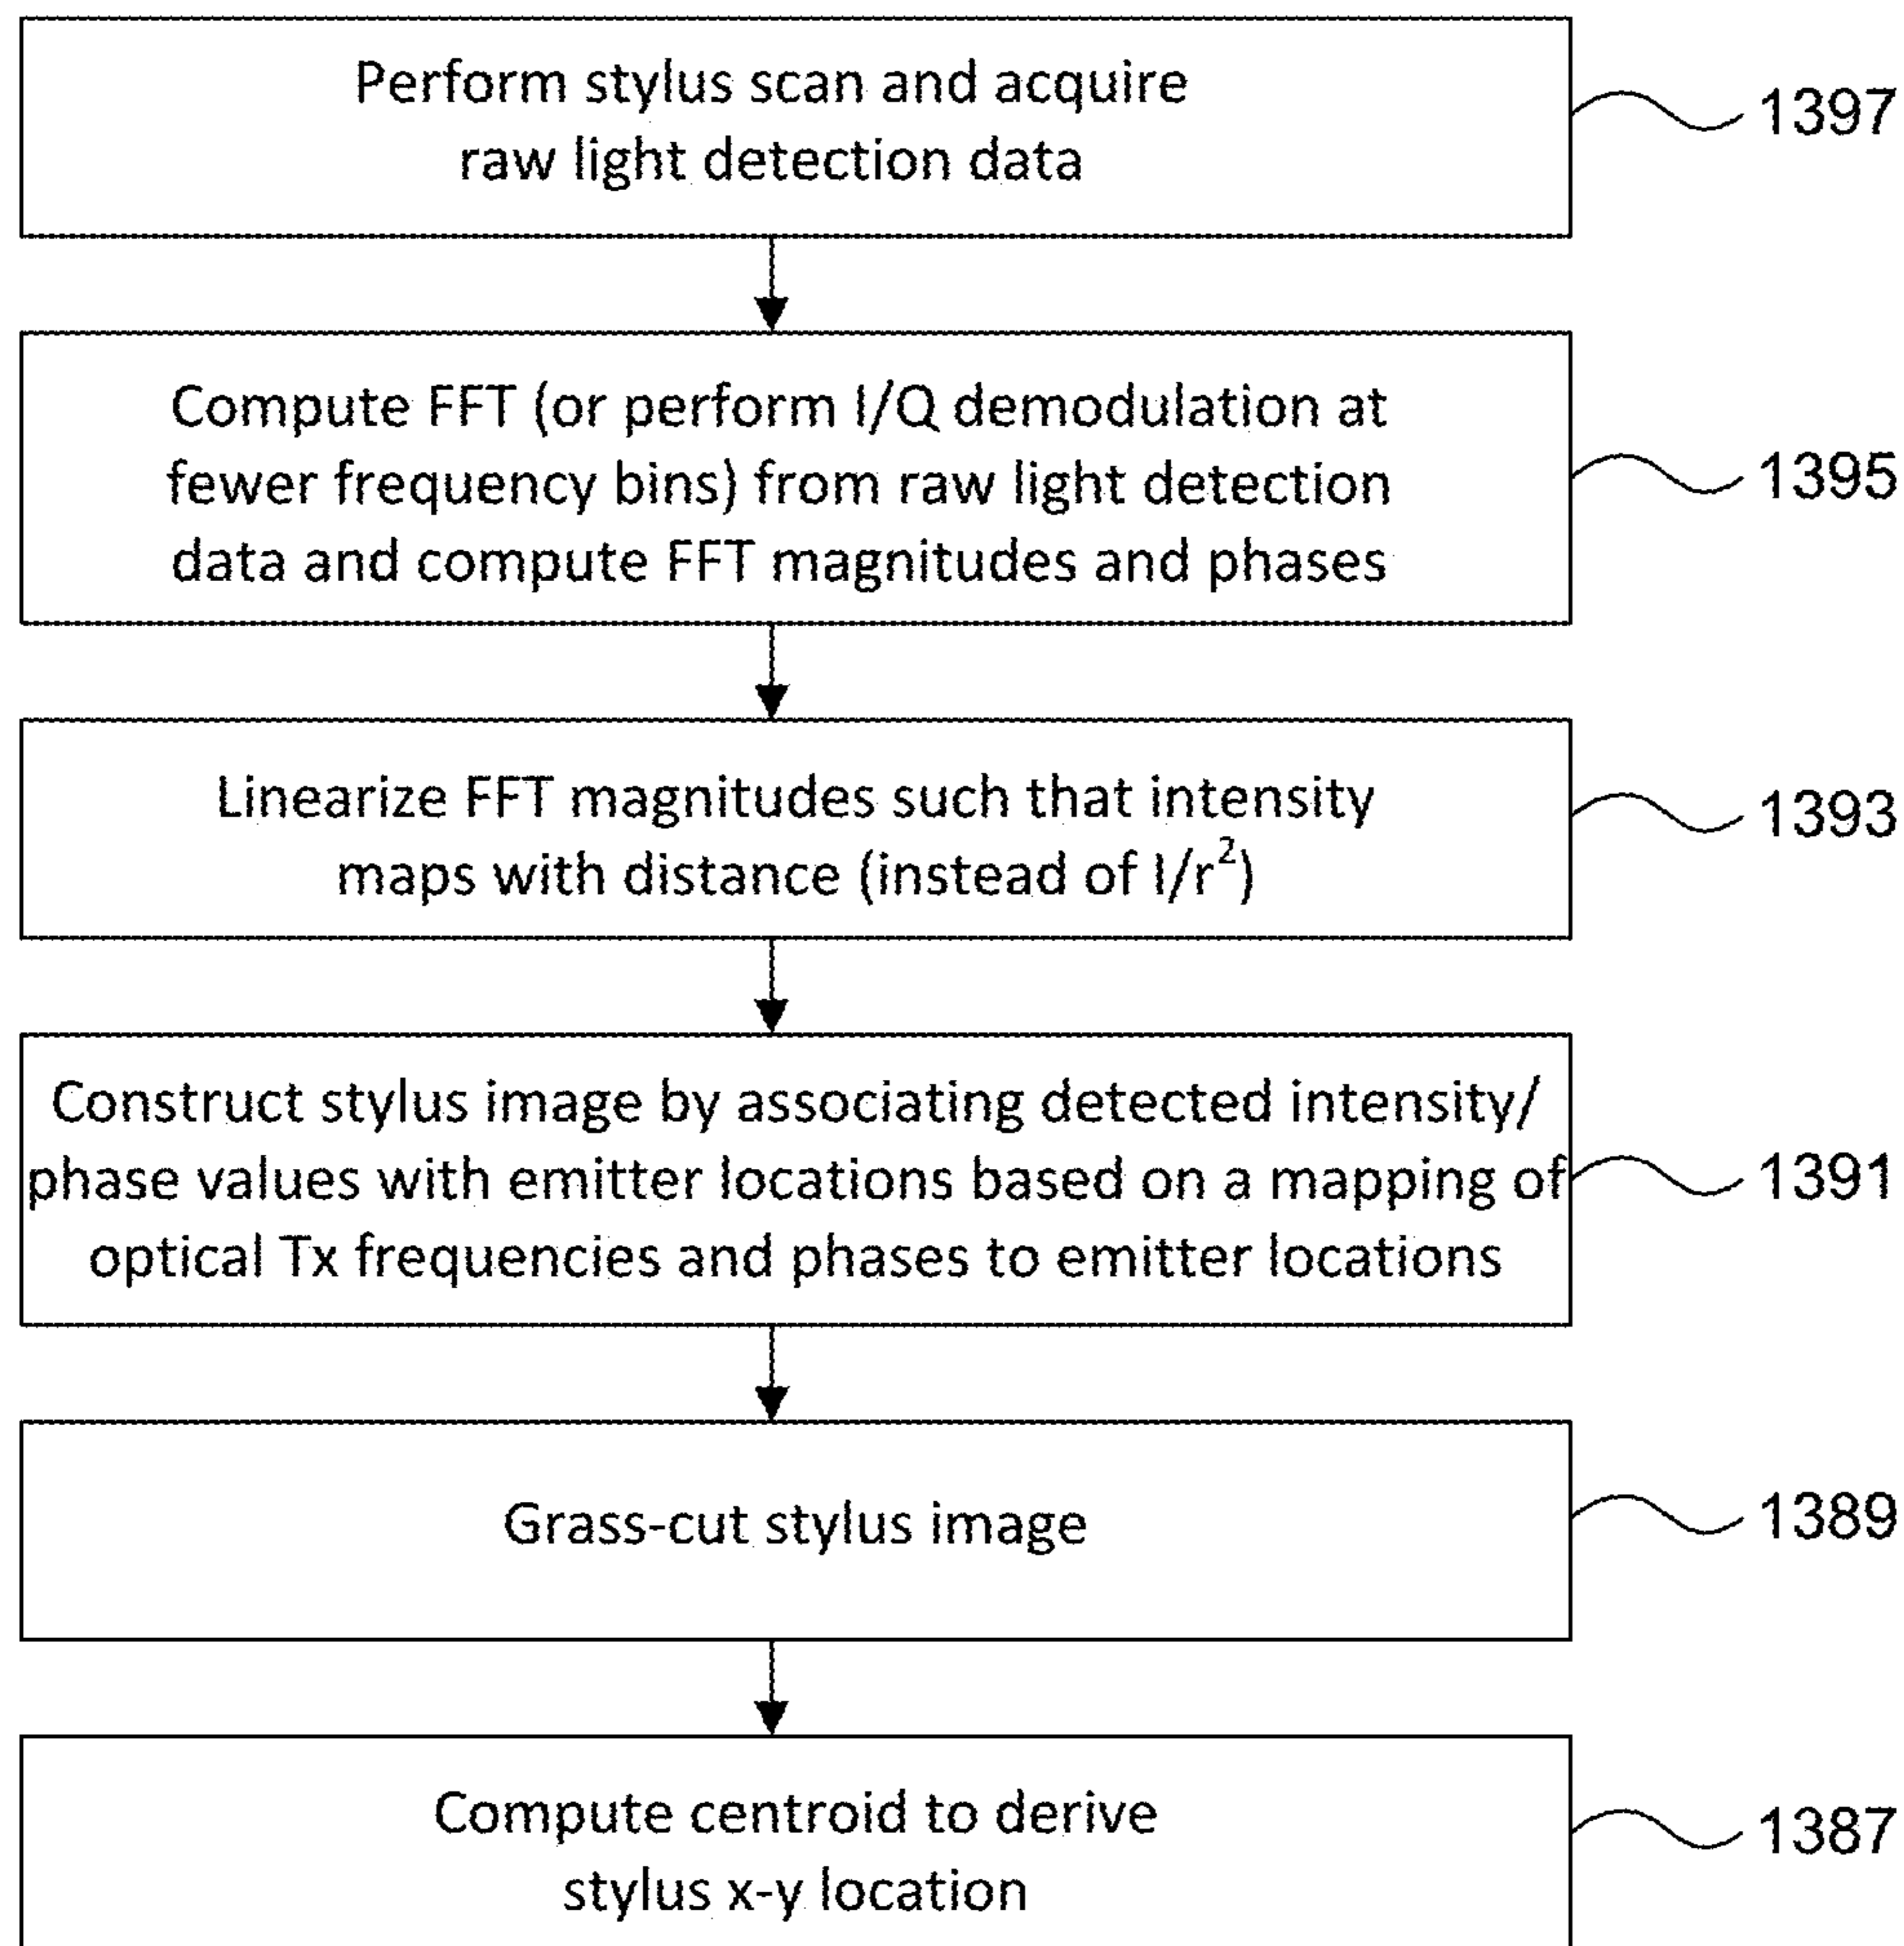 Perform stylus scan and acquire
raw light detection data
1397
Compute FFT (or perform I/Q demodulation at
fewer frequency bins) from raw light detection
data and compute FFT magnitudes and phases
1395
Linearize FFT magnitudes such that intensity
maps with distance (instead of I/r²)
1393
Construct stylus image by associating detected intensity/
phase values with emitter locations based on a mapping of
optical Tx frequencies and phases to emitter locations
1391
Grass-cut stylus image
1389
Compute centroid to derive
stylus x-y location
1387